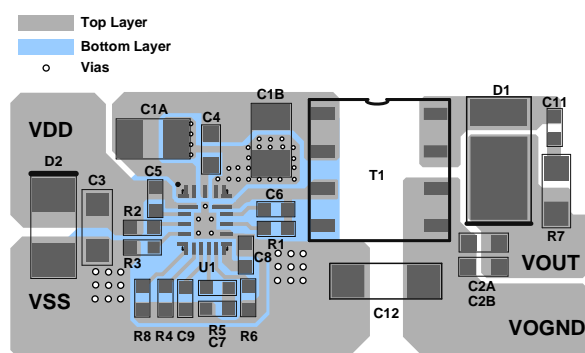 Top Layer
Bottom Layer
Vias
C1A
C4
C1B
D1
C11
VDD
D2
C3
C5
T1
R2
C6
R3
R1
C8
R7
VSS
U1
VOUT
C2A
C2B
C12
VOGND
R8
R4
C9
R5
C7
R6